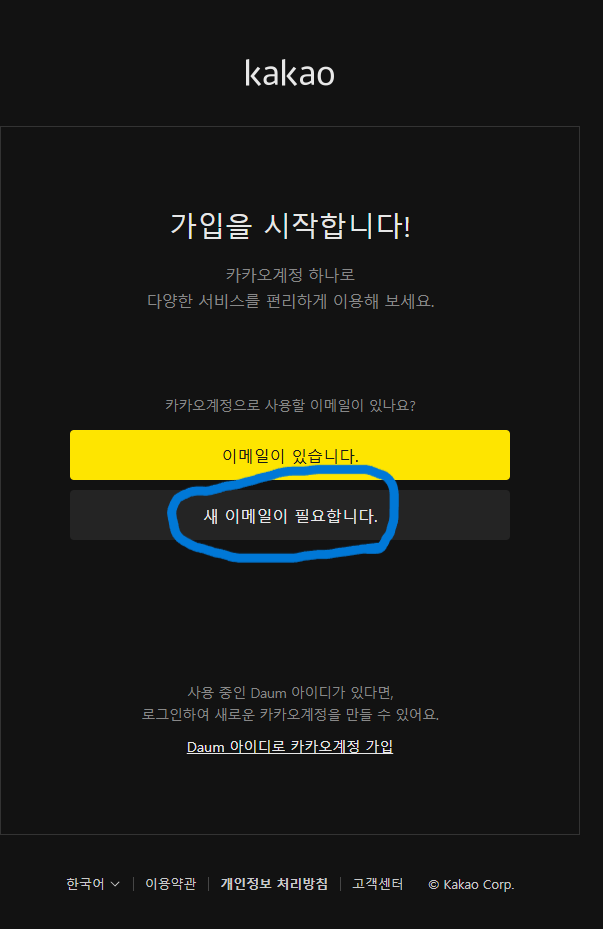 kakao
가입을 시작합니다!
카카오계정 하나로
다양한 서비스를 편리하게 이용해 보세요.
카카오계정으로 사용할 이메일이 있나요?
이메일이 있습니다.
새 이메일이 필요합니다.
사용 중인 Daum 아이디가 있다면,
로그인하여 새로운 카카오계정을 만들 수 있어요.
Daum 아이디로 카카오계정 가입
한국어 이용약관 개인정보 처리방침 고객센터 © Kakao Corp.